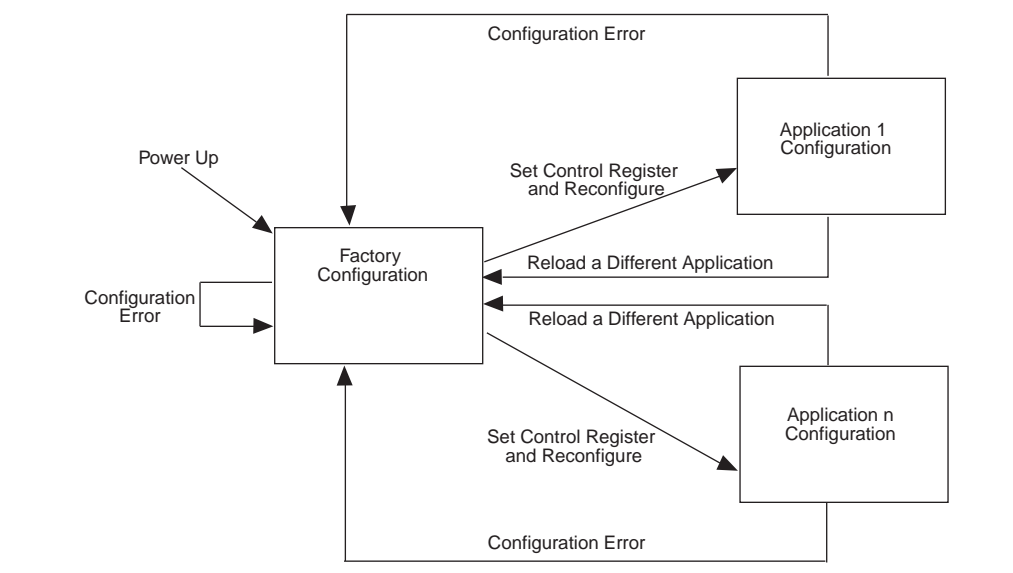 Configuration Error
Application 1
Configuration
Power Up
Set Control Register
and Reconfigure
Factory
Configuration
Reload a Different Application
Configuration
Error
Reload a Different Application
Application n
Configuration
Set Control Register
and Reconfigure
Configuration Error